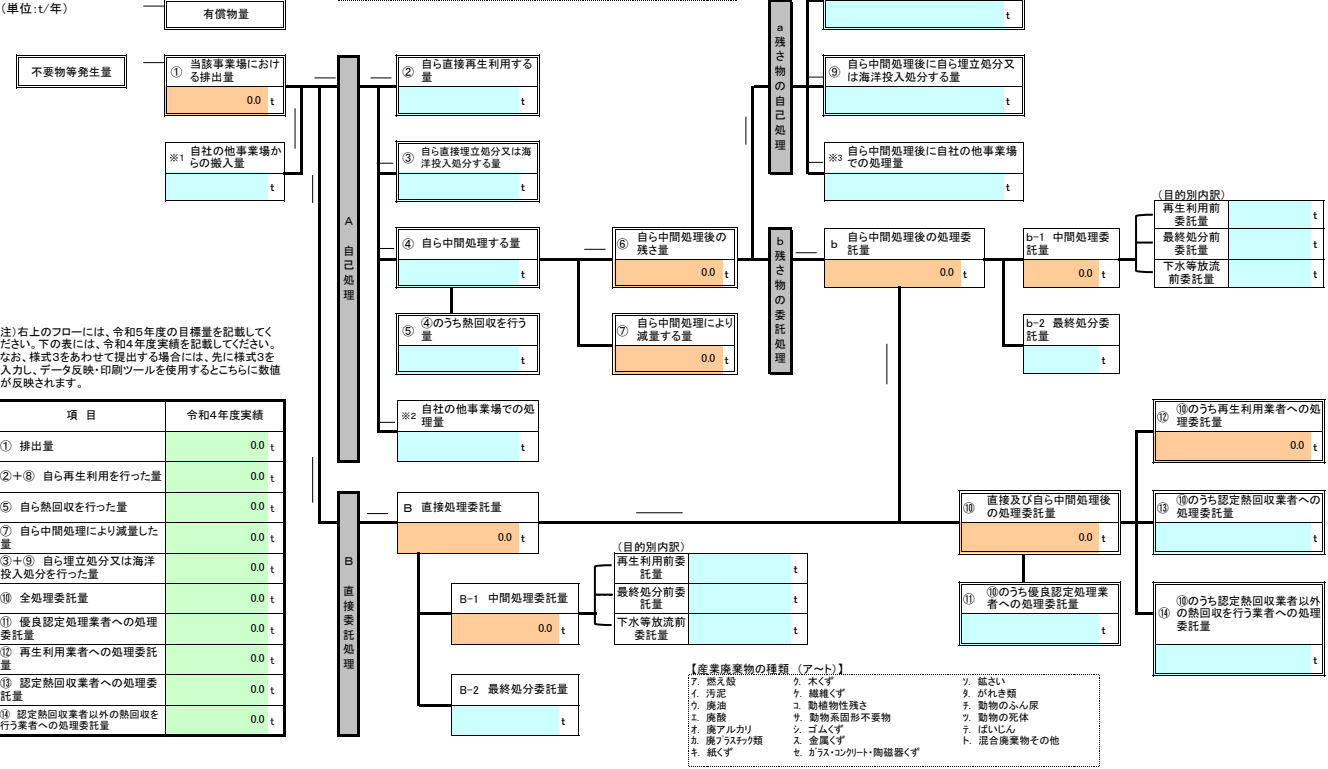 (単位:t/年)
有償物量
不要物等発生量
① 当該事業場におけ
る排出量
0.0 t
※1 自社の他事業場か
らの搬入量
t
A
自己処理
② 自ら直接再生利用する
量
t
③ 自ら直接埋立処分又は海
洋投入処分する量
t
④ 自ら中間処理する量
t
⑤ ④のうち熱回収を行う
量
t
※2 自社の他事業場での処
理量
t
⑥ 自ら中間処理後の
残さ量
0.0 t
⑦ 自ら中間処理により
減量する量
0.0 t
a
残さ物の自己処理
t
⑨ 自ら中間処理後に自ら埋立処分又
は海洋投入処分する量
t
※3 自ら中間処理後に自社の他事業場
での処理量
t
b
残さ物の委託処理
b 自ら中間処理後の処理委
託量
0.0 t
b-1 中間処理委
託量
0.0 t
(目的別内訳)
再生利用前
委託量
t
最終処分前
委託量
t
下水等放流
前委託量
t
b-2 最終処分委
託量
t
注)右上のフローには、令和5年度の目標量を記載してく
ださい。下の表には、令和4年度実績を記載してください。
なお、様式3をあわせて提出する場合には、先に様式3を
入力し、データ反映・印刷ツールを使用するとこちらに数値
が反映されます。
項 目 令和4年度実績
① 排出量 0.0 t
②+⑧ 自ら再生利用を行った量 0.0 t
⑤ 自ら熱回収を行った量 0.0 t
⑦ 自ら中間処理により減量した
量 0.0 t
③+⑨ 自ら埋立処分又は海洋
投入処分を行った量 0.0 t
⑩ 全処理委託量 0.0 t
⑪ 優良認定処理業者への処理
委託量 0.0 t
⑫ 再生利用業者への処理委託
量 0.0 t
⑬ 認定熱回収業者への処理委
託量 0.0 t
⑭ 認定熱回収業者以外の熱回収を
行う業者への処理委託量 0.0 t
B
直接委託処理
B 直接処理委託量
0.0 t
B-1 中間処理委託量
0.0 t
(目的別内訳)
再生利用前委
託量
t
最終処分前委
託量
t
下水等放流前
委託量
t
B-2 最終処分委託量
t
⑩ 直接及び自ら中間処理後
の処理委託量
0.0 t
⑪ ⑩のうち優良認定処理業
者への処理委託量
t
⑫ ⑩のうち再生利用業者への処
理委託量
0.0 t
⑬ ⑩のうち認定熱回収業者への
処理委託量
t
⑭ ⑩のうち認定熱回収業者以外
の熱回収を行う業者への処理
委託量
t
【産業廃棄物の種類 (ア~ト)】
ア. 燃え殻 ク. 木くず ソ. 鉱さい
イ. 汚泥 ケ. 繊維くず タ. がれき類
ウ. 廃油 コ. 動植物性残さ チ. 動物のふん尿
エ. 廃酸 サ. 動物系固形不要物 ツ. 動物の死体
オ. 廃アルカリ シ. ゴムくず テ. ばいじん
カ. 廃プラスチック類 ス. 金属くず ト. 混合廃棄物その他
キ. 紙くず セ. ガラス・コンクリート・陶磁器くず